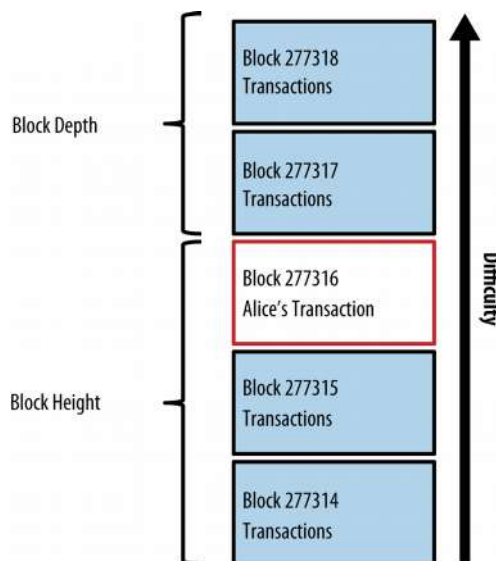 Block 277318
Transactions
Block Depth
Block 277317
Transactions
Block 277316
Alice's Transaction
Difficulty
Block 277315
Transactions
Block Height
Block 277314
Transactions